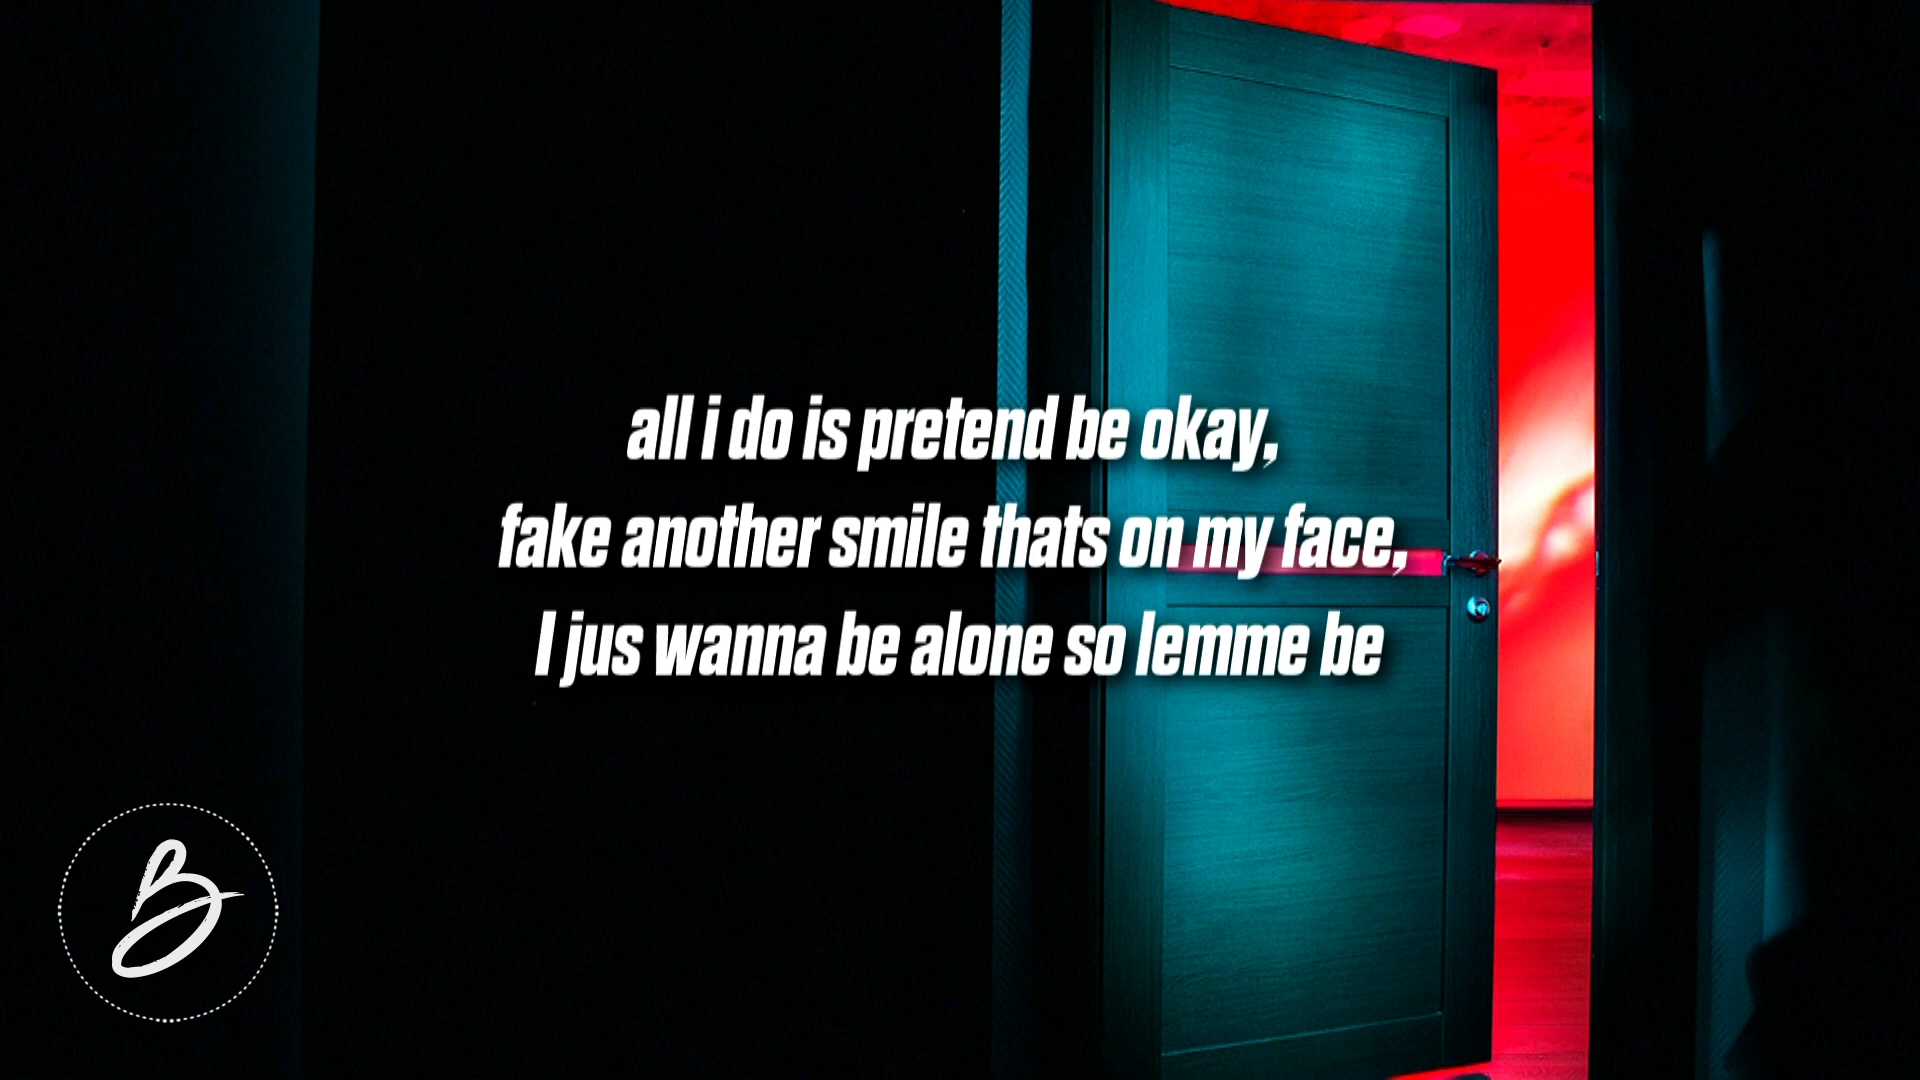 all i do is pretend be okay,
fake another smile thats on my face,
I jus wanna be alone so lemme be
B